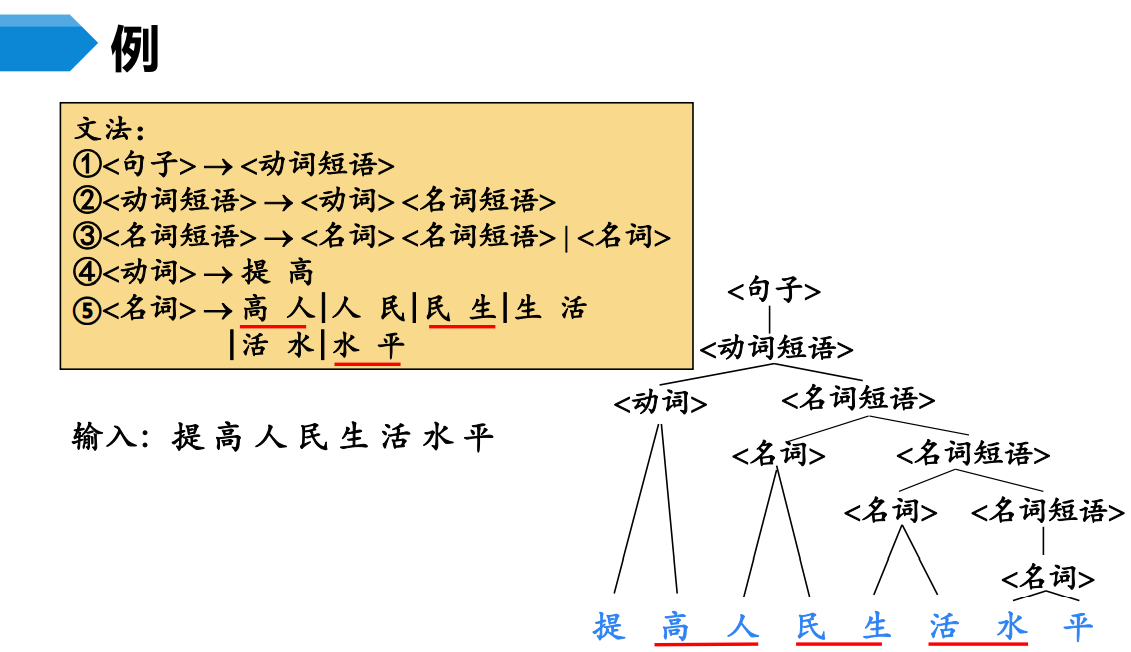 例
文法：
①<句子> → <动词短语>
②<动词短语> → <动词> <名词短语>
③<名词短语> → <名词> <名词短语> | <名词>
④<动词> → 提 高
⑤<名词> → 高 人|人 民|民 生|生 活
|活 水|水 平
输入：提 高 人 民 生 活 水 平
<句子>
<动词短语>
<动词> <名词短语>
<名词> <名词短语>
<名词> <名词短语>
<名词>
提 高 人 民 生 活 水 平